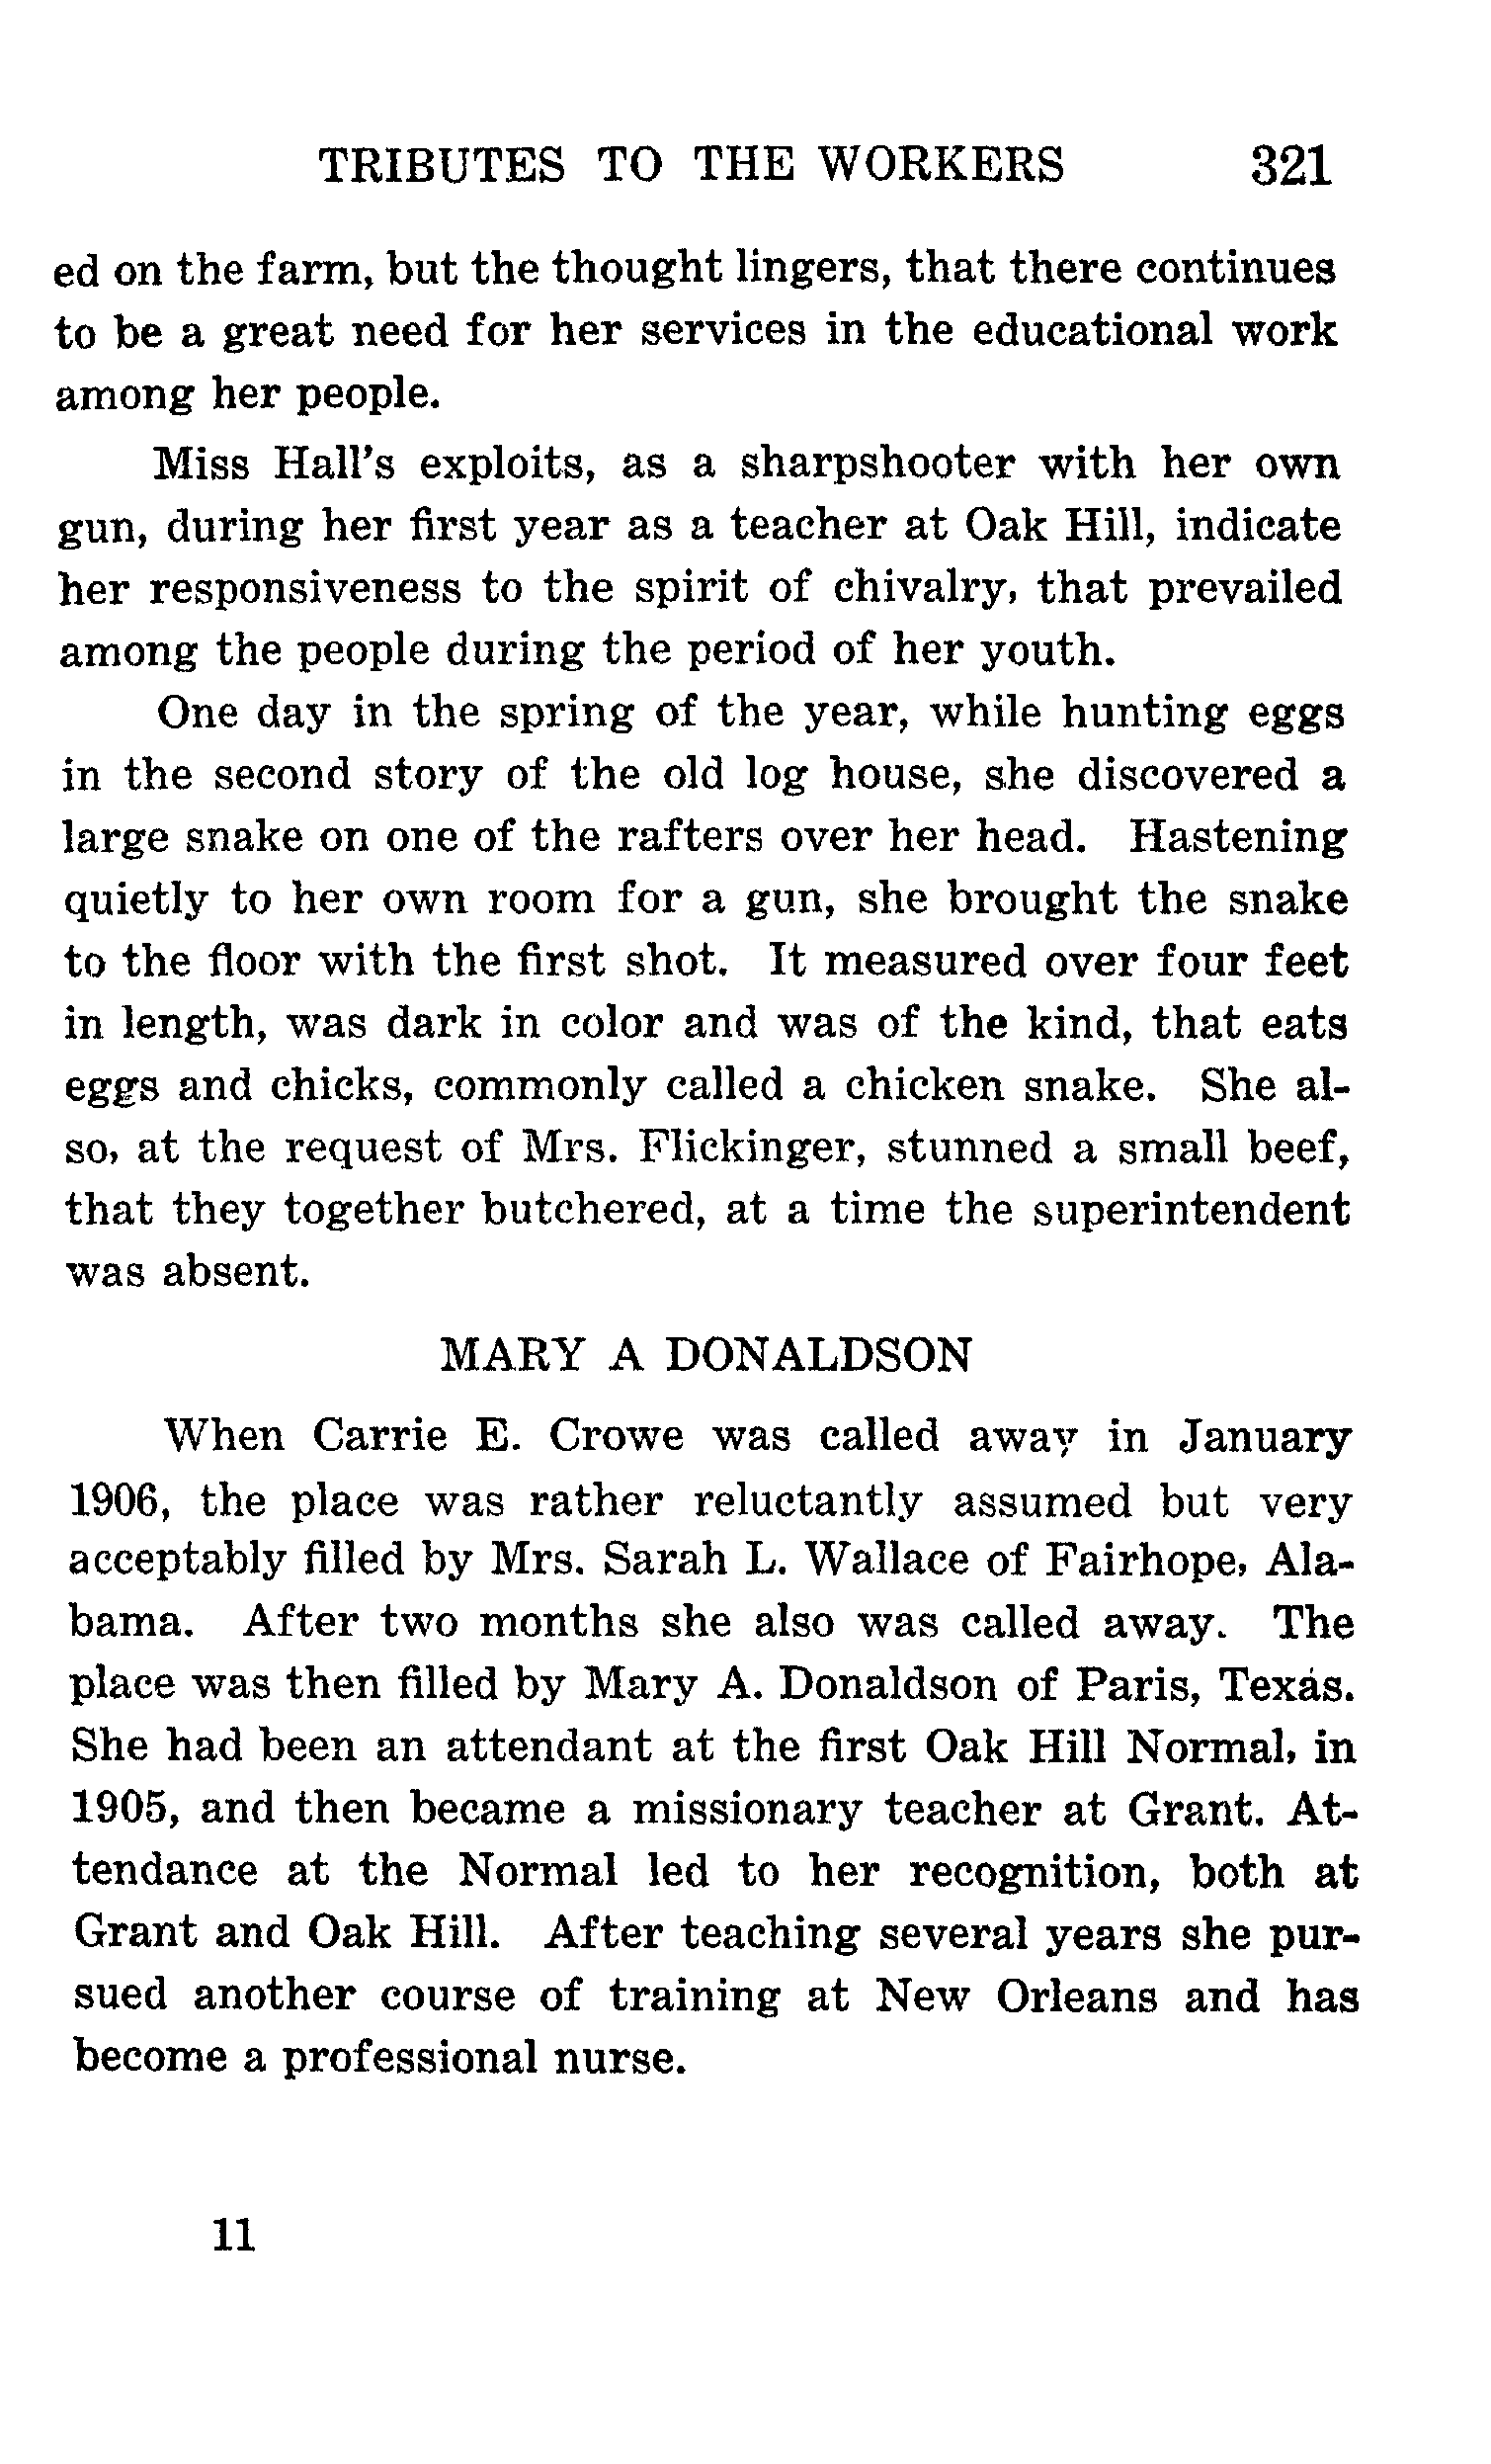 TRIBUTES TO THE WORKERS 321
ed on the farm, but the thought lingers, that there continues
to be a great need for her services in the educational work
among her people.
Miss Hall's exploits, as a sharpshooter with her own
gun, during her first year as a teacher at Oak Hill, indicate
her responsiveness to the spirit of chivalry, that prevailed
among the people during the period of her youth.
One day in the spring of the year, while hunting eggs
in the second story of the old log house, she discovered a
large snake on one of the rafters over her head. Hastening
quietly to her own room for a gun, she brought the snake
to the floor with the first shot. It measured over four feet
in length, was dark in color and was of the kind, that eats
eggs and chicks, commonly called a chicken snake. She al-
so, at the request of Mrs. Flickinger, stunned a small beef,
that they together butchered, at a time the superintendent
was absent.
MARY A DONALDSON
When Carrie E. Crowe was called away in January
1906, the place was rather reluctantly assumed but very
acceptably filled by Mrs. Sarah L. Wallace of Fairhope, Ala-
bama. After two months she also was called away. The
place was then filled by Mary A. Donaldson of Paris, Texas.
She had been an attendant at the first Oak Hill Normal, in
1905, and then became a missionary teacher at Grant. At-
tendance at the Normal led to her recognition, both at
Grant and Oak Hill. After teaching several years she pur-
sued another course of training at New Orleans and has
become a professional nurse.
11